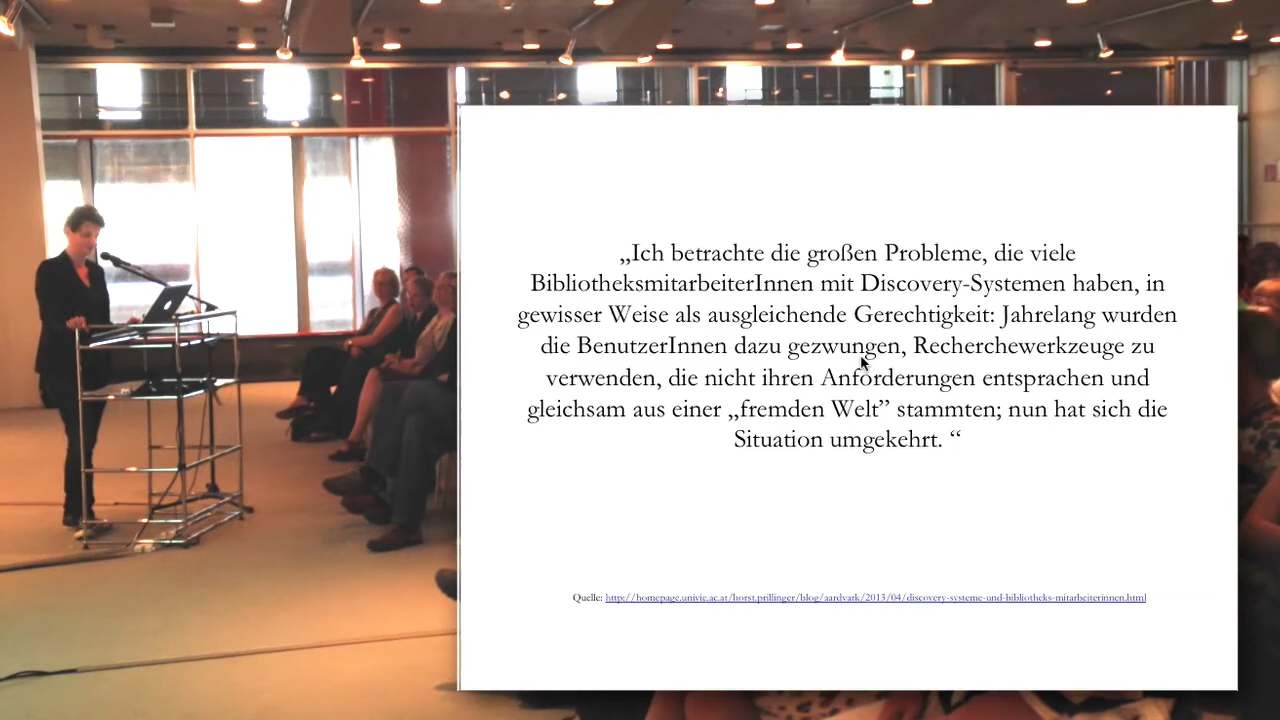 „Ich betrachte die großen Probleme, die viele
BibliotheksmitarbeiterInnen mit Discovery-Systemen haben, in
gewisser Weise als ausgleichende Gerechtigkeit: Jahrelang wurden
die BenutzerInnen dazu gezwungen, Recherchewerkzeuge zu
verwenden, die nicht ihren Anforderungen entsprachen und
gleichsam aus einer „fremden Welt” stammten; nun hat sich die
Situation umgekehrt. “
Quelle: http://homepage.univie.ac.at/horst.prillinger/blog/aardvark/2013/04/discovery-systeme-und-bibliotheks-mitarbeiterinnen.html